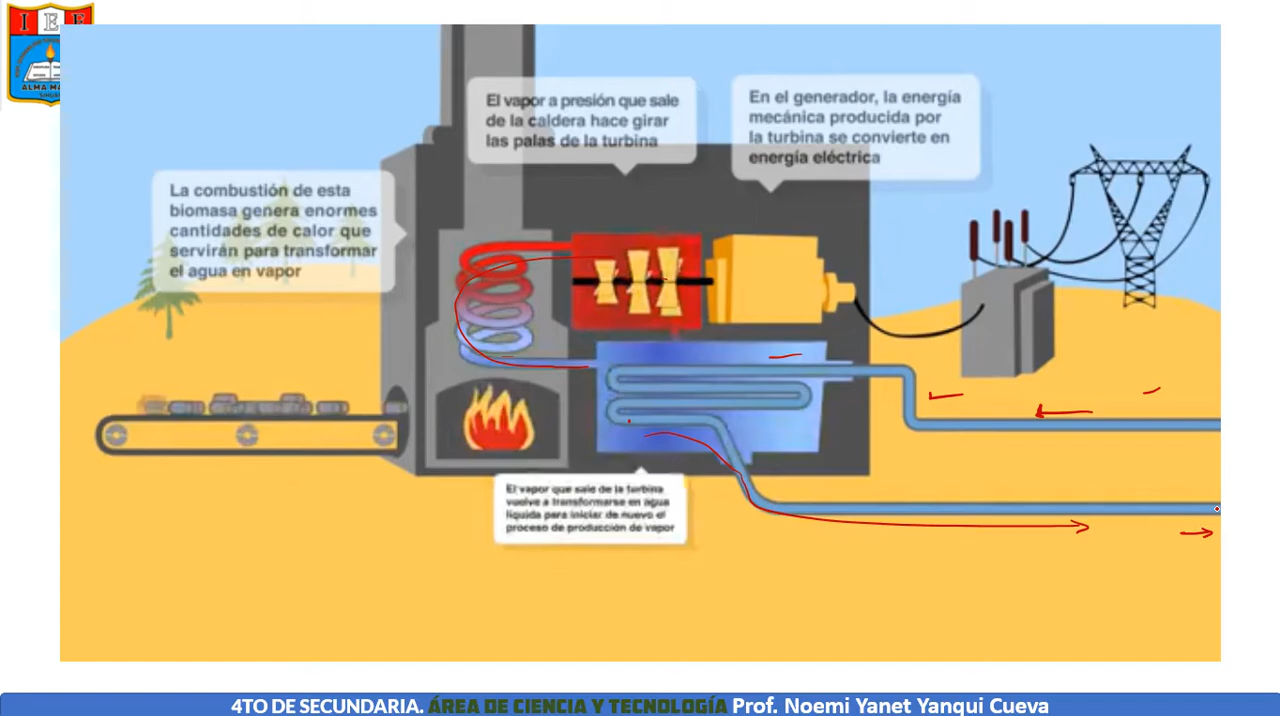 I E E
ALMA MA
El vapor a presión que sale
de la caldera hace girar
las palas de la turbina
En el generador, la energía
mecánica producida por
la turbina se convierte en
energía eléctrica
La combustión de esta
biomasa genera enormes
cantidades de calor que
servirán para transformar
el agua en vapor
El vapor que sale de la turbina
vuelve a transformarse en agua
líquida para iniciar de nuevo el
proceso de producción de vapor
4TO DE SECUNDARIA. ÁREA DE CIENCIA Y TECNOLOGÍA Prof. Noemi Yanet Yanqui Cueva